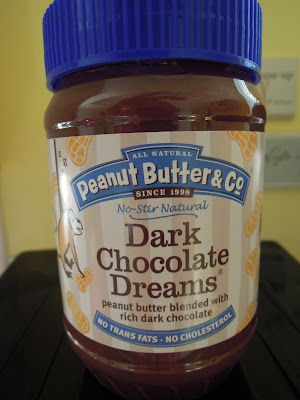 ALL NATURAL
Peanut Butter & Co
SINCE 1998
No-Stir Natural
Dark
Chocolate
Dreams®
peanut butter blended with
rich dark chocolate
NO TRANS FATS • NO CHOLESTEROL